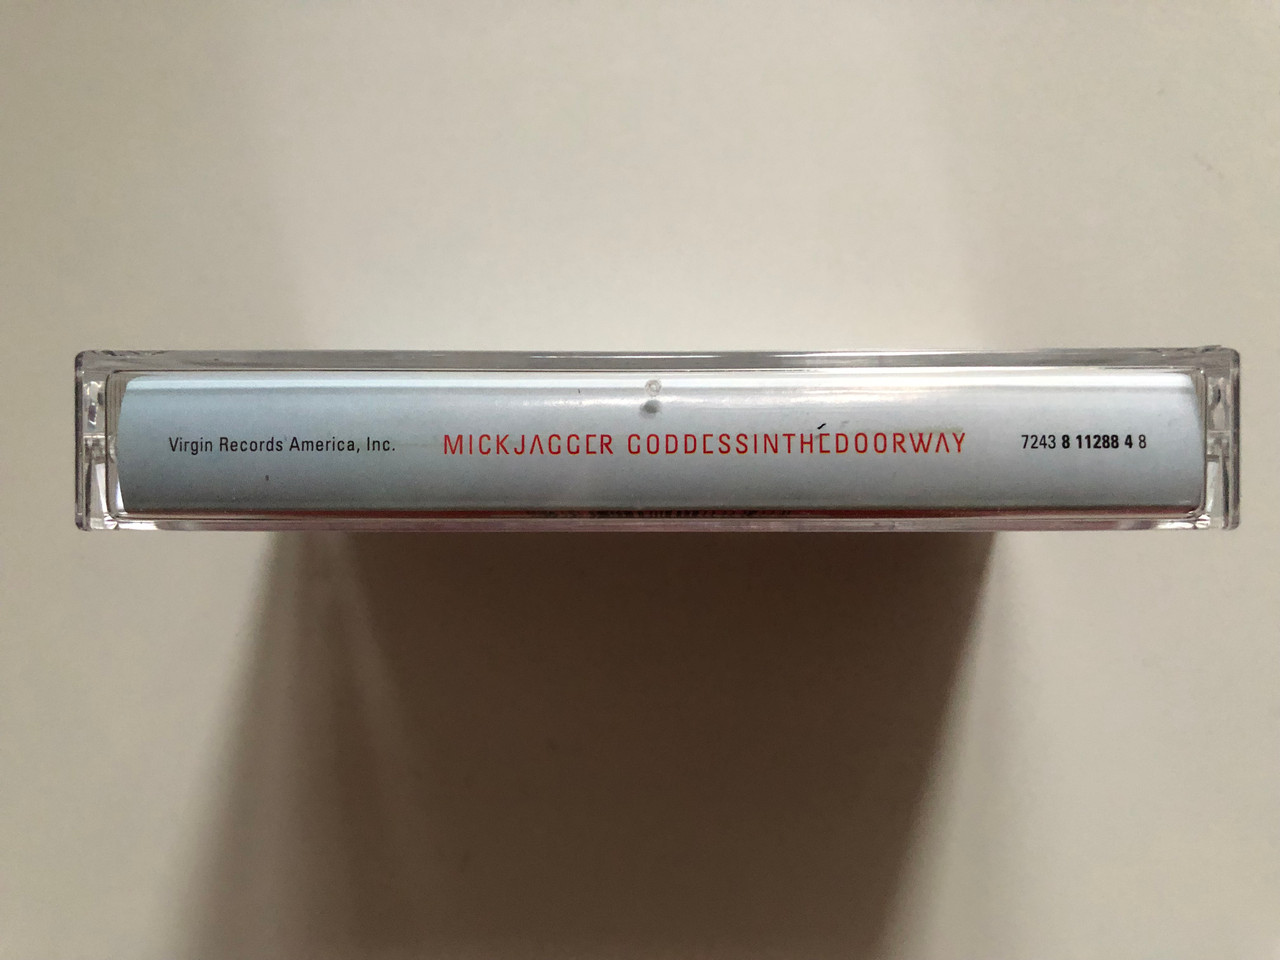 Virgin Records America, Inc. MICKJAGGER GODDESSINTHEDOORWAY 7243 8 11288 4 8